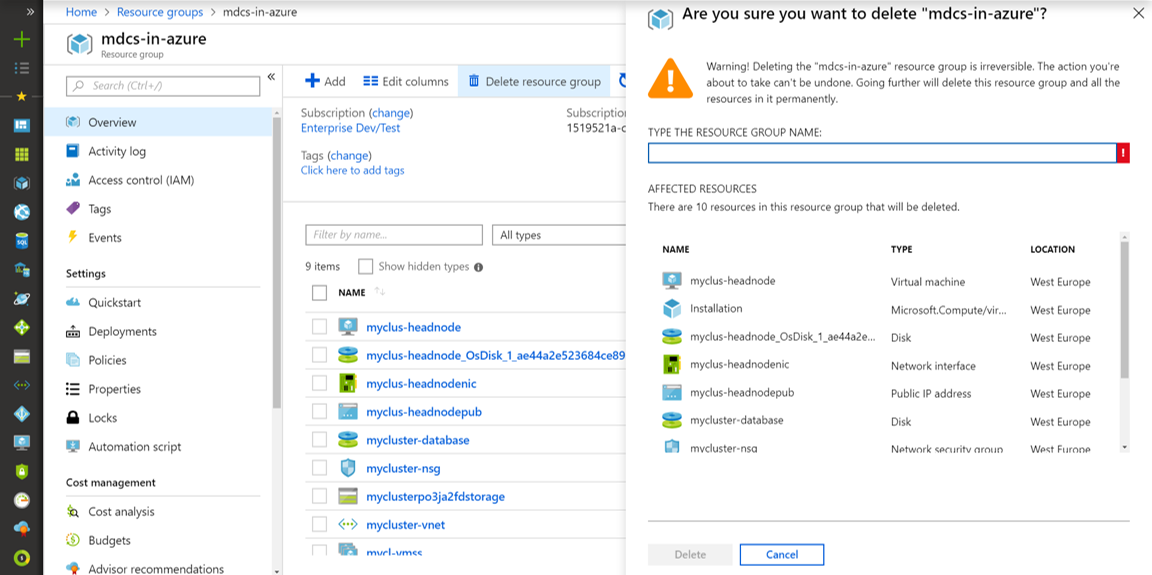 Home > Resource groups > mdcs-in-azure
mdcs-in-azure
Resource group
Search (Ctrl+/)
Overview
Activity log
Access control (IAM)
Tags
Events
Settings
Quickstart
Deployments
Policies
Properties
Locks
Automation script
Cost management
Cost analysis
Budgets
Advisor recommendations
Add Edit columns Delete resource group
Subscription (change)
Enterprise Dev/Test
Subscription
1519521a-c
Tags (change)
Click here to add tags
Filter by name...
All types
9 items Show hidden types
NAME
myclus-headnode
myclus-headnode_OsDisk_1_ae44a2e523684ce89
myclus-headnodenic
myclus-headnodepub
mycluster-database
mycluster-nsg
myclusterpo3ja2fdstorage
mycluster-vnet
mycl-vmss
Are you sure you want to delete "mdcs-in-azure"?
Warning! Deleting the "mdcs-in-azure" resource group is irreversible. The action you're
about to take can't be undone. Going further will delete this resource group and all the
resources in it permanently.
TYPE THE RESOURCE GROUP NAME:
AFFECTED RESOURCES
There are 10 resources in this resource group that will be deleted.
NAME TYPE LOCATION
myclus-headnode Virtual machine West Europe
Installation Microsoft.Compute/vir... West Europe
myclus-headnode_OsDisk_1_ae44a2e... Disk West Europe
myclus-headnodenic Network interface West Europe
myclus-headnodepub Public IP address West Europe
mycluster-database Disk West Europe
mycluster-nsg Network security group West Europe
Delete Cancel